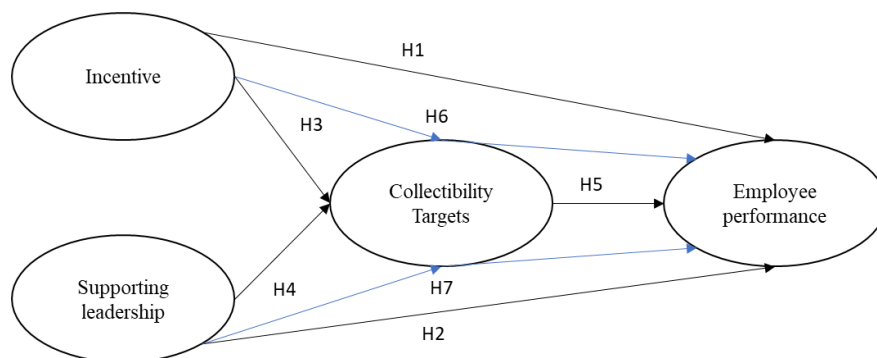 H1
Incentive
H6
H3
Collectibility
Targets
H5
Employee
performance
Supporting
leadership
H4
H7
H2